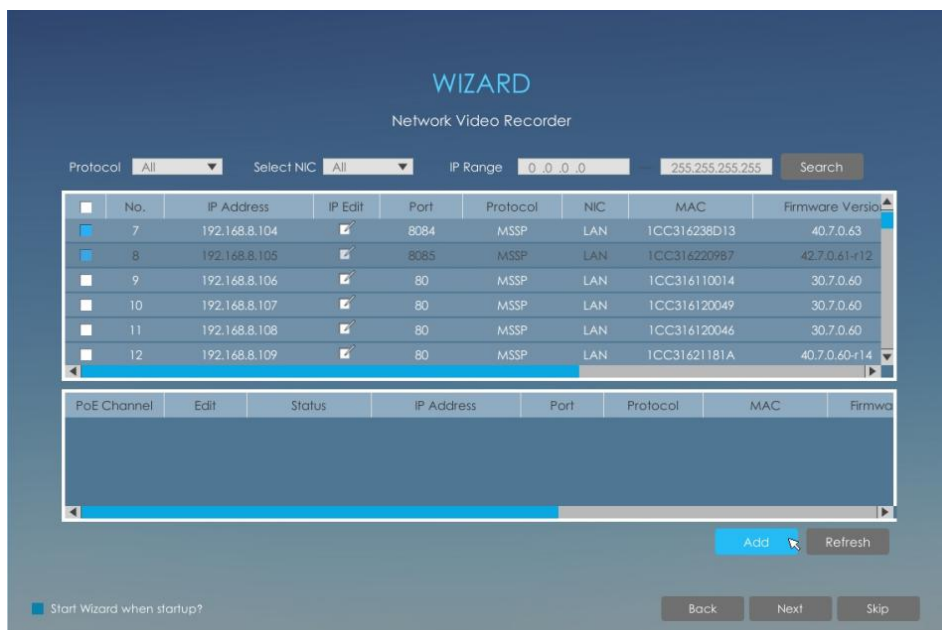 WIZARD
Network Video Recorder
Protocol All Select NIC All IP Range 0 .0 .0 .0 255.255.255.255 Search
No. IP Address IP Edit Port Protocol NIC MAC Firmware Versio
7 192.168.8.104 8084 MSSP LAN 1CC316238D13 40.7.0.63
8 192.168.8.105 8085 MSSP LAN 1CC3162209B7 42.7.0.61-r12
9 192.168.8.106 80 MSSP LAN 1CC316110014 30.7.0.60
10 192.168.8.107 80 MSSP LAN 1CC316120049 30.7.0.60
11 192.168.8.108 80 MSSP LAN 1CC316120046 30.7.0.60
12 192.168.8.109 80 MSSP LAN 1CC31621181A 40.7.0.60-r14
PoE Channel Edit Status IP Address Port Protocol MAC Firmwa
Add Refresh
Start Wizard when startup? Back Next Skip